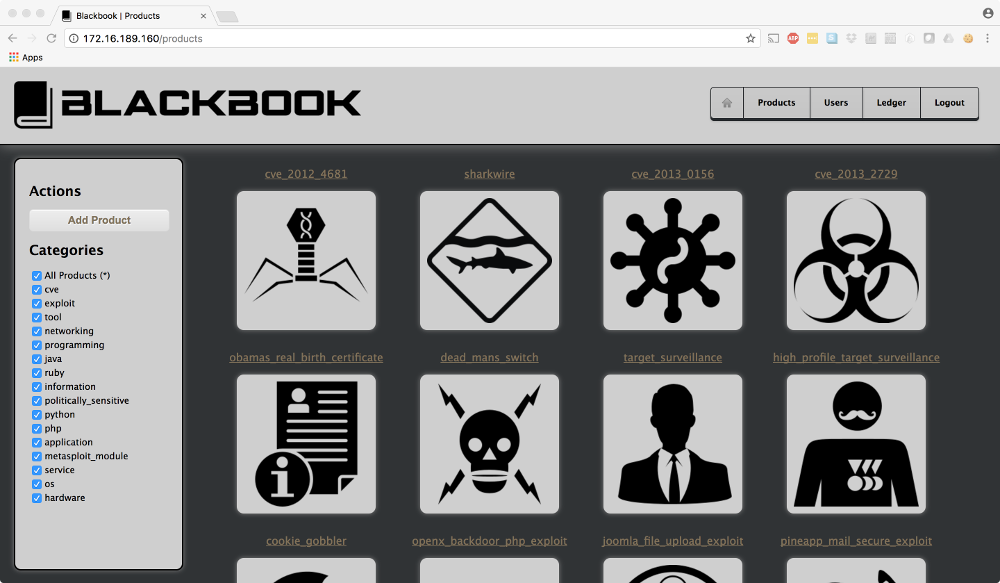 Blackbook | Products
172.16.189.160/products
ABP
S
Apps
BLACKBOOK
Products
Users
Ledger
Logout
Actions
Add Product
Categories
All Products (*)
cve
exploit
tool
networking
programming
java
ruby
information
politically_sensitive
python
php
application
metasploit_module
service
os
hardware
cve_2012_4681
sharkwire
cve_2013_0156
cve_2013_2729
obamas_real_birth_certificate
dead_mans_switch
target_surveillance
high_profile_target_surveillance
cookie_gobbler
openx_backdoor_php_exploit
joomla_file_upload_exploit
pineapp_mail_secure_exploit